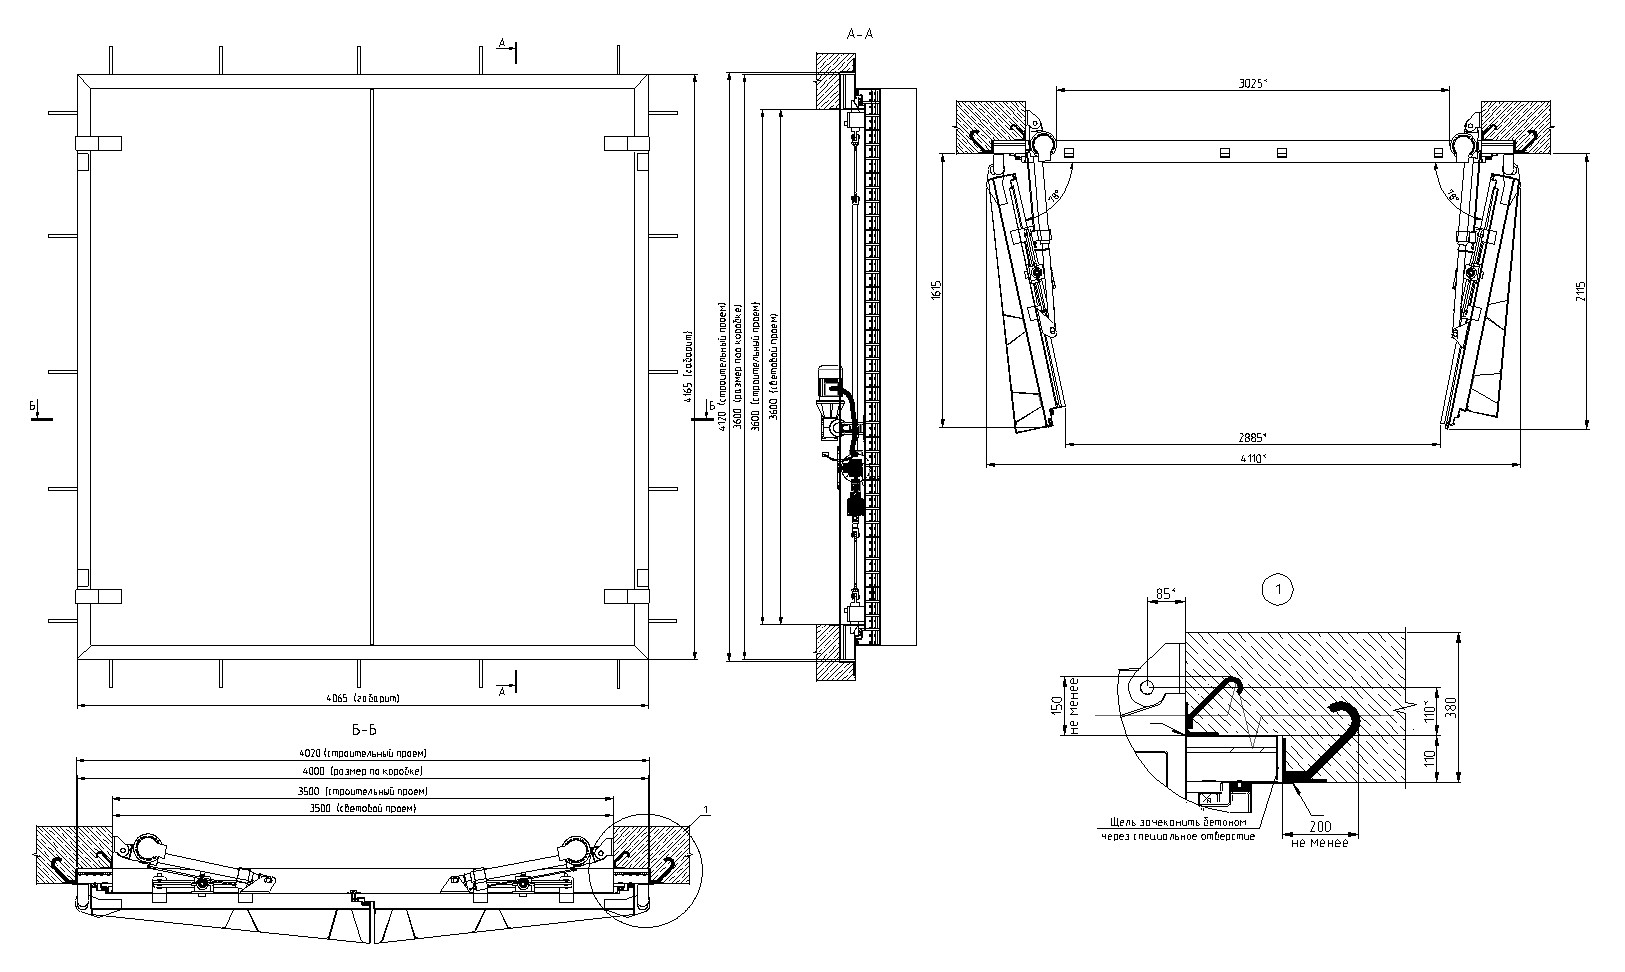 А
А-А
3025*
78°
78°
1615
2115
2885*
4110*
4165 (габарит)
4120 (строительный проем)
3600 (размер по коробке)
3600 (строительный проем)
3600 (световой проем)
Б
Б
А
4065 (габарит)
Б-Б
4020 (строительный проем)
4000 (размер по коробке)
3500 (строительный проем)
3500 (световой проем)
1
1
85*
150
не менее
110*
380
110
Щель зачеканить бетоном
через специальное отверстие
200
не менее